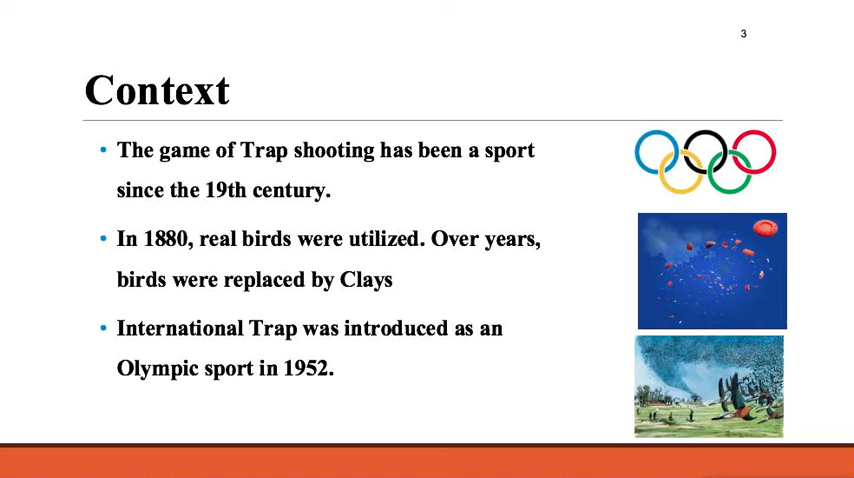 3
Context
• The game of Trap shooting has been a sport
since the 19th century.
• In 1880, real birds were utilized. Over years,
birds were replaced by Clays
• International Trap was introduced as an
Olympic sport in 1952.